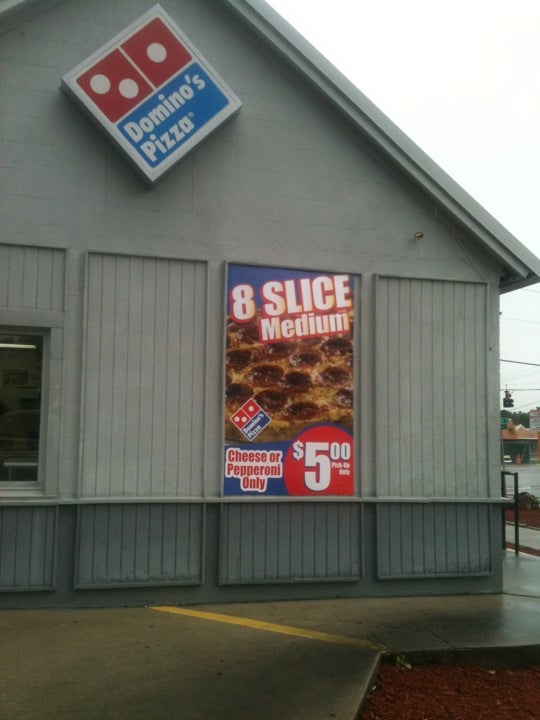 Domino's
Pizza®
8 SLICE
Medium
Domino's
Pizza
Cheese or
Pepperoni
Only
$5.00
Pick-Up
Only